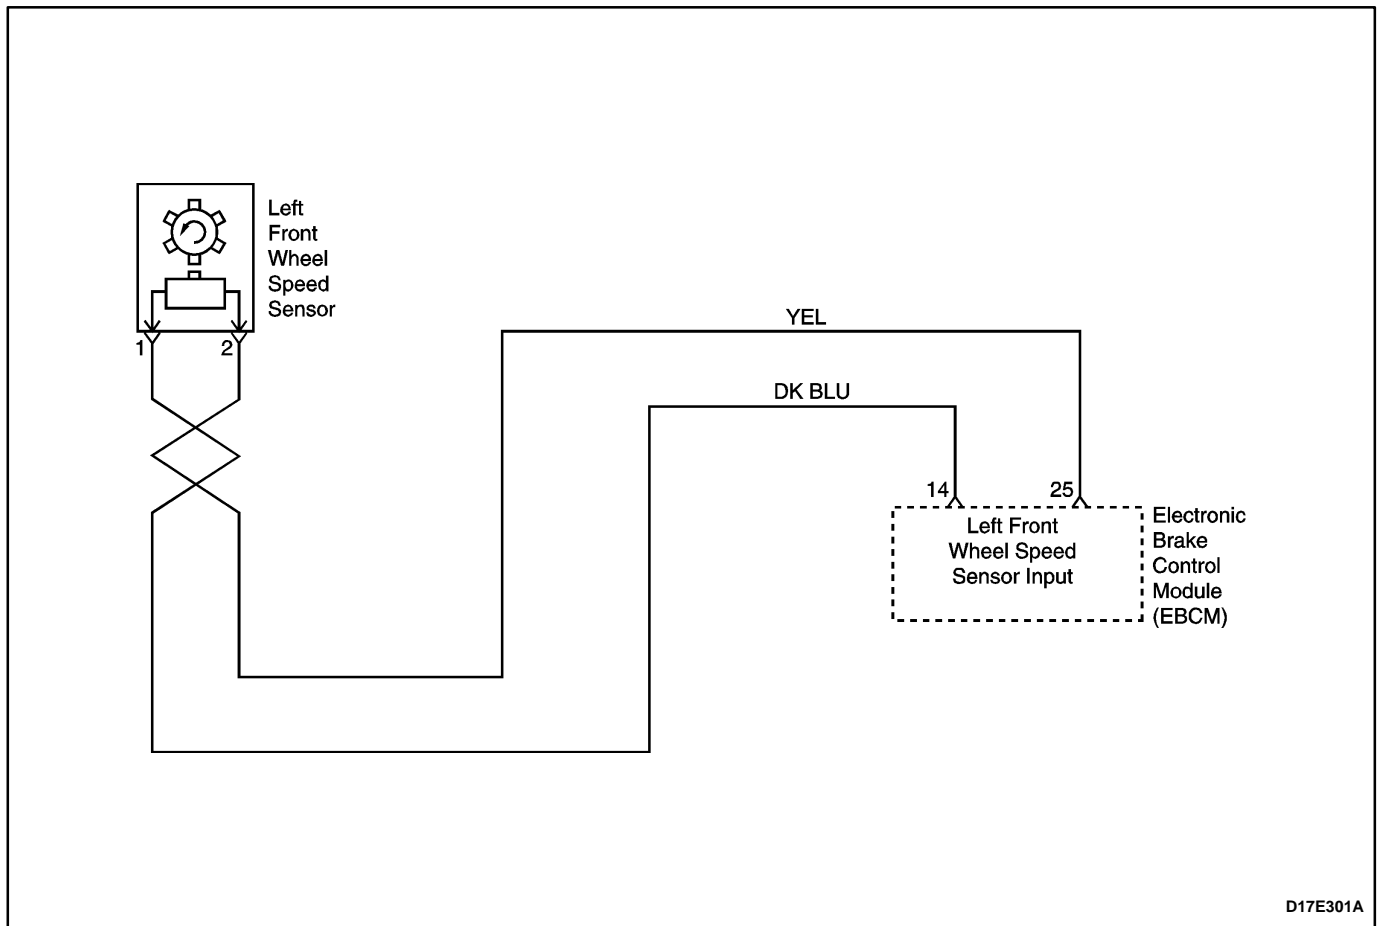 Left
Front
Wheel
Speed
Sensor
1
2
YEL
DK BLU
14
25
Left Front
Wheel Speed
Sensor Input
Electronic
Brake
Control
Module
(EBCM)
D17E301A